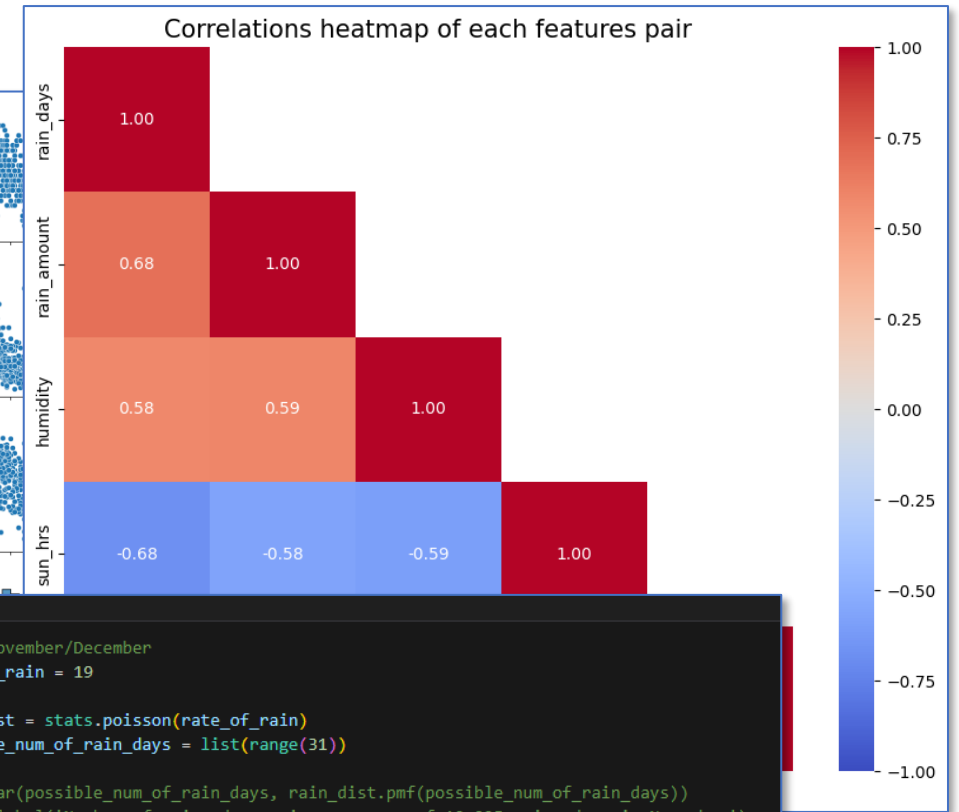 Correlations heatmap of each features pair
1.00
rain_days
1.00
0.75
rain_amount
0.68
1.00
0.50
0.25
humidity
0.58
0.59
1.00
0.00
−0.25
sun_hrs
-0.68
-0.58
-0.59
1.00
−0.50
−0.75
−1.00
ovember/December
_rain = 19
st = stats.poisson(rate_of_rain)
e_num_of_rain_days = list(range(31))
ar(possible_num_of_rain_days, rain_dist.pmf(possible_num_of_rain_days))